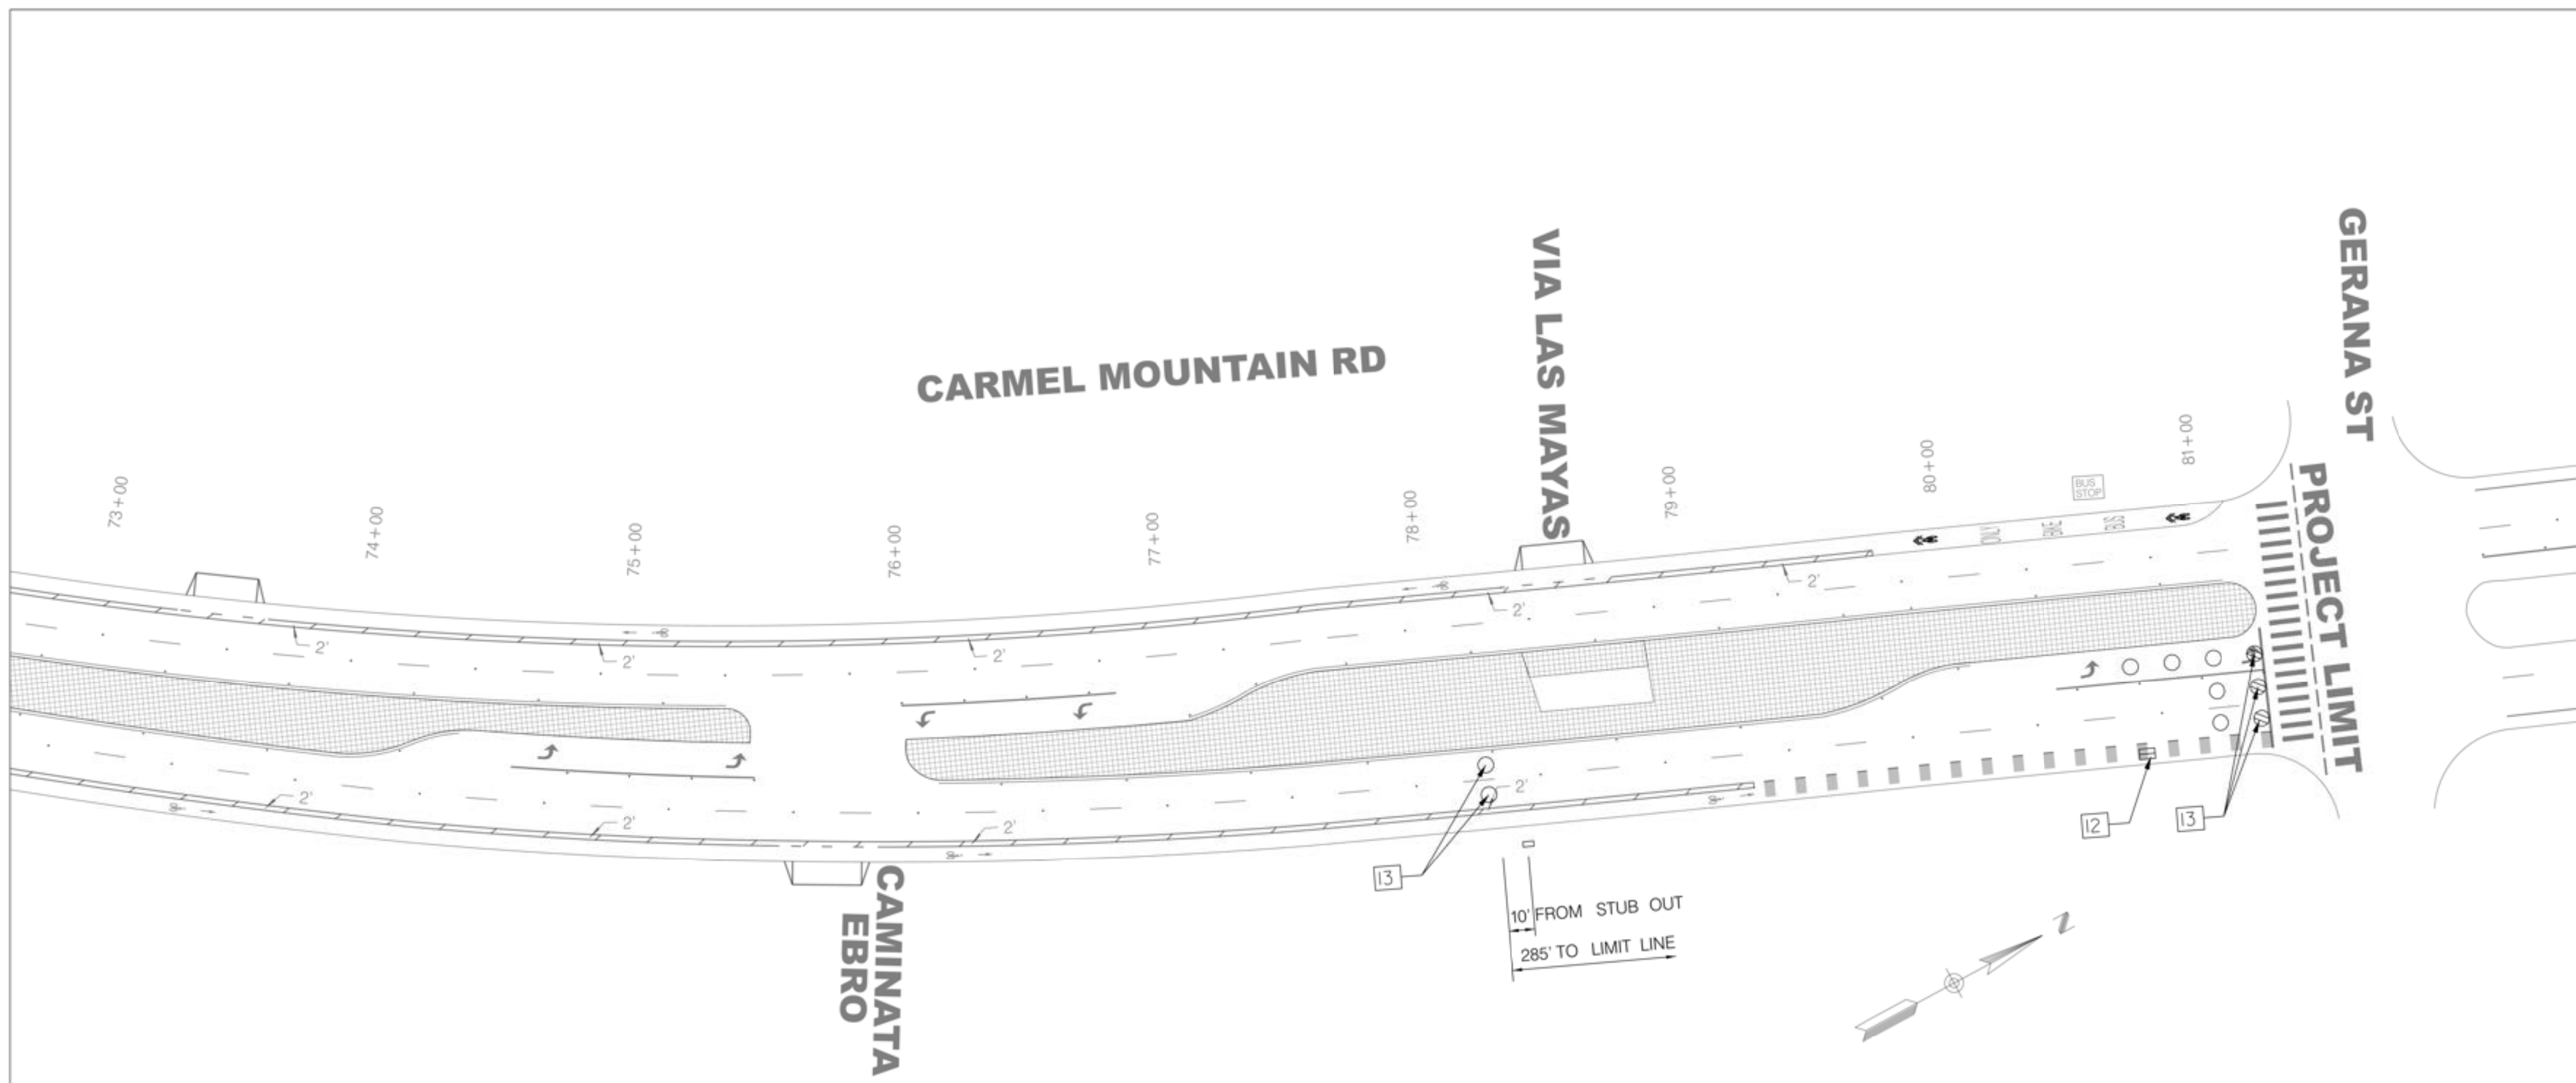 GERANA ST
VIA LAS MAYAS
CARMEL MOUNTAIN RD
73+00
74+00
75+00
76+00
77+00
78+00
79+00
80+00
81+00
BUS
STOP
PROJECT LIMIT
ONLY
BIKE
BUS
2'
2'
2'
2'
2'
2'
2'
2'
2'
13
12
13
10' FROM STUB OUT
285' TO LIMIT LINE
CAMINATA
EBRO
N